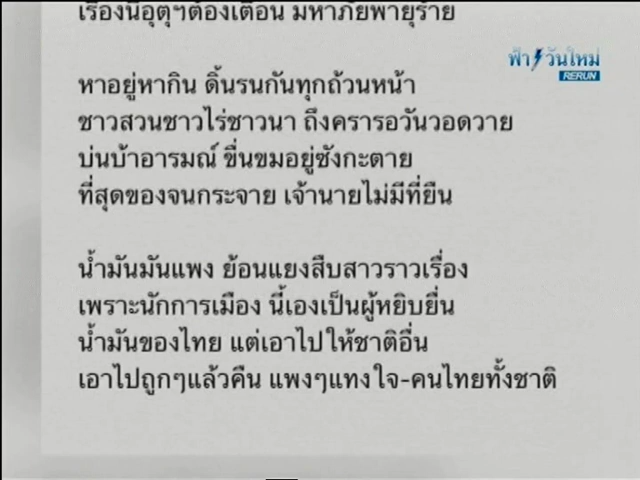 เรื่องนี้อุตุฯต้องเตือน มหาภัยพายุร้าย
ฟ้าวันใหม่
RERUN
หาอยู่หากิน ดิ้นรนกันทุกถ้วนหน้า
ชาวสวนชาวไร่ชาวนา ถึงครารอวันวอดวาย
บ่นบ้าอารมณ์ ขื่นขมอยู่ซังกะตาย
ที่สุดของจนกระจาย เจ้านายไม่มีที่ยืน
น้ำมันมันแพง ย้อนแยงสืบสาวราวเรื่อง
เพราะนักการเมือง นี้เองเป็นผู้หยิบยื่น
น้ำมันของไทย แต่เอาไปให้ชาติอื่น
เอาไปถูกๆแล้วคืน แพงๆแทงใจ-คนไทยทั้งชาติ